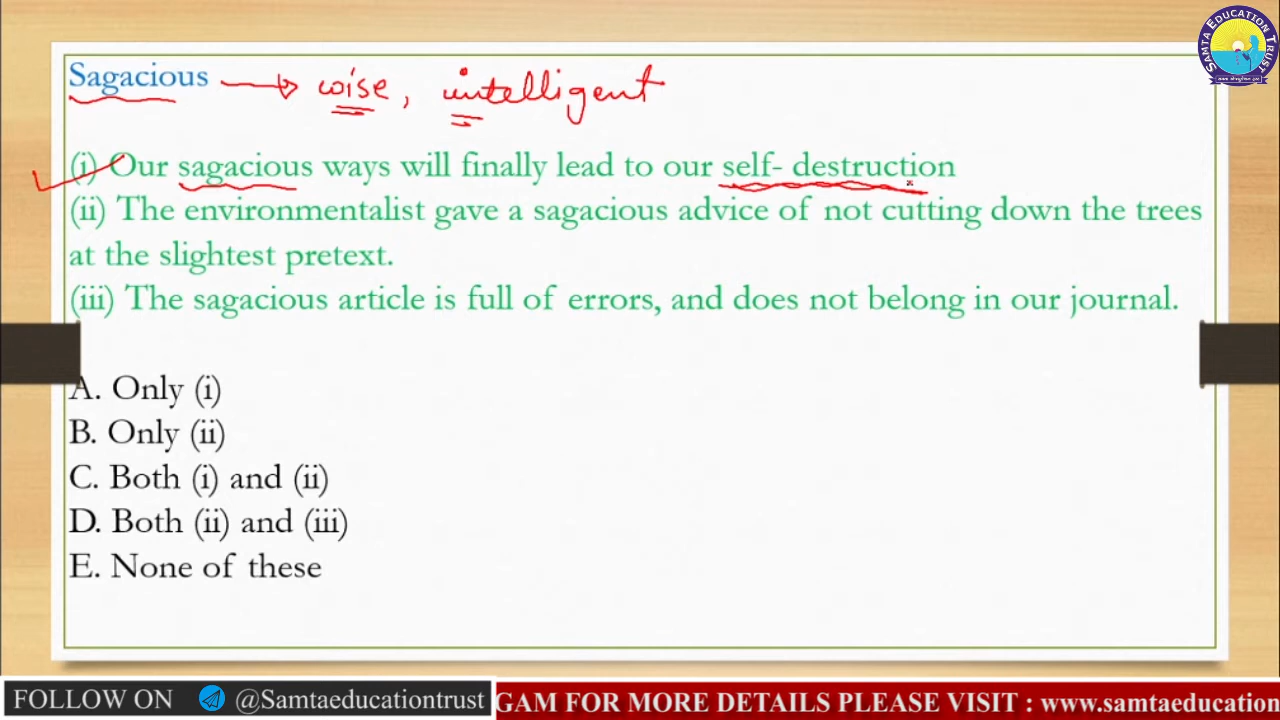 SAMTA EDUCATION TRUST
Sagacious → wise, intelligent
(i) Our sagacious ways will finally lead to our self- destruction
(ii) The environmentalist gave a sagacious advice of not cutting down the trees
at the slightest pretext.
(iii) The sagacious article is full of errors, and does not belong in our journal.
A. Only (i)
B. Only (ii)
C. Both (i) and (ii)
D. Both (ii) and (iii)
E. None of these
FOLLOW ON @Samtaeducationtrust GAM FOR MORE DETAILS PLEASE VISIT : www.samtaeducation